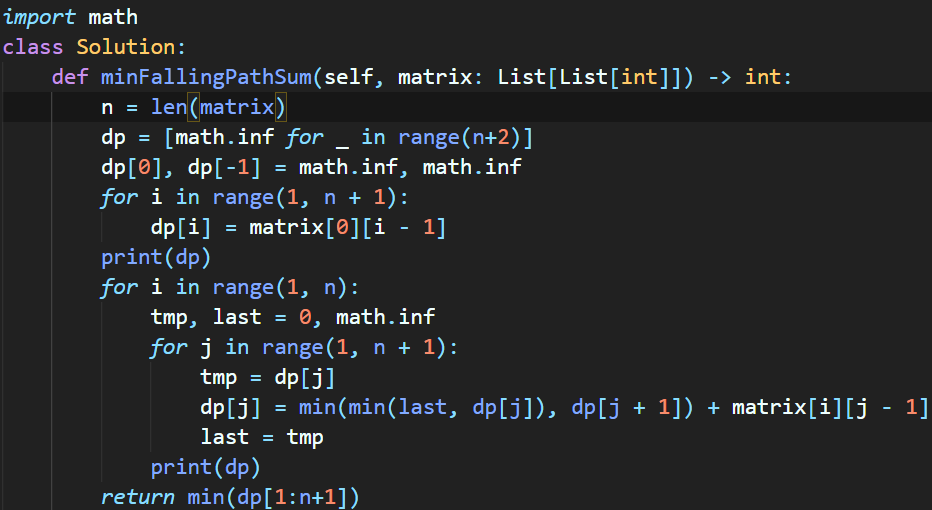 import math
class Solution:
    def minFallingPathSum(self, matrix: List[List[int]]) -> int:
        n = len(matrix)
        dp = [math.inf for _ in range(n+2)]
        dp[0], dp[-1] = math.inf, math.inf
        for i in range(1, n + 1):
            dp[i] = matrix[0][i - 1]
        print(dp)
        for i in range(1, n):
            tmp, last = 0, math.inf
            for j in range(1, n + 1):
                tmp = dp[j]
                dp[j] = min(min(last, dp[j]), dp[j + 1]) + matrix[i][j - 1]
                last = tmp
            print(dp)
        return min(dp[1:n+1])